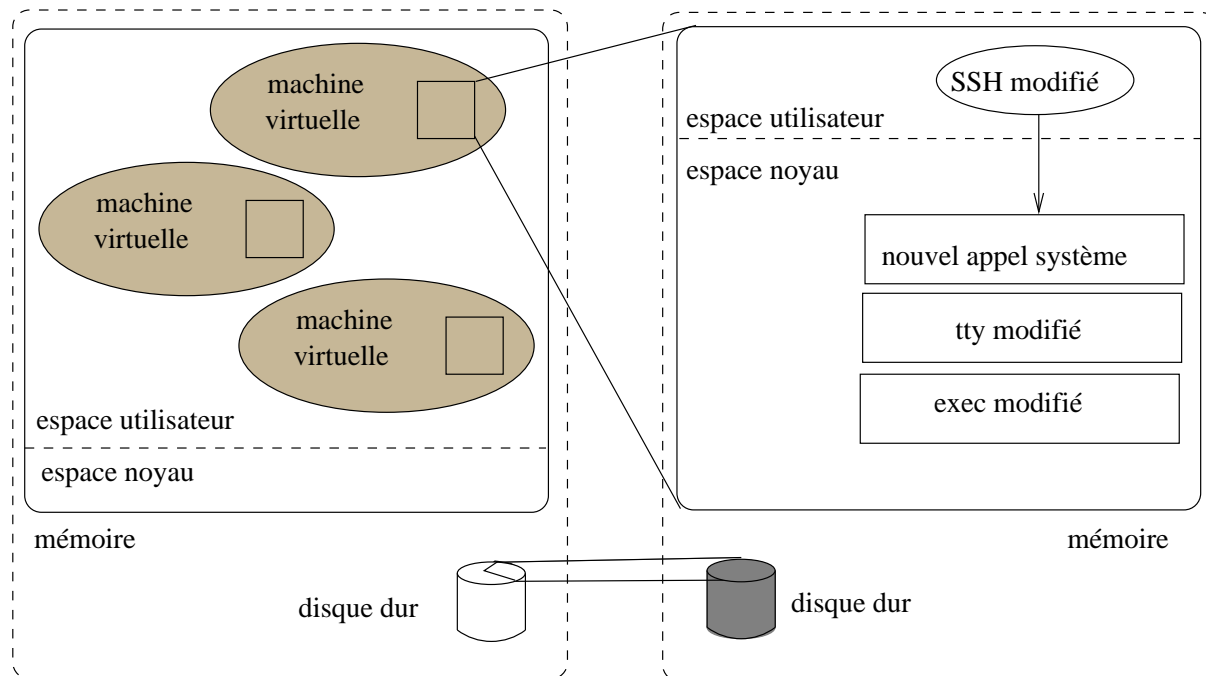 machine
virtuelle
machine
virtuelle
machine
virtuelle
espace utilisateur
espace noyau
mémoire
disque dur
SSH modifié
espace utilisateur
espace noyau
nouvel appel système
tty modifié
exec modifié
mémoire
disque dur